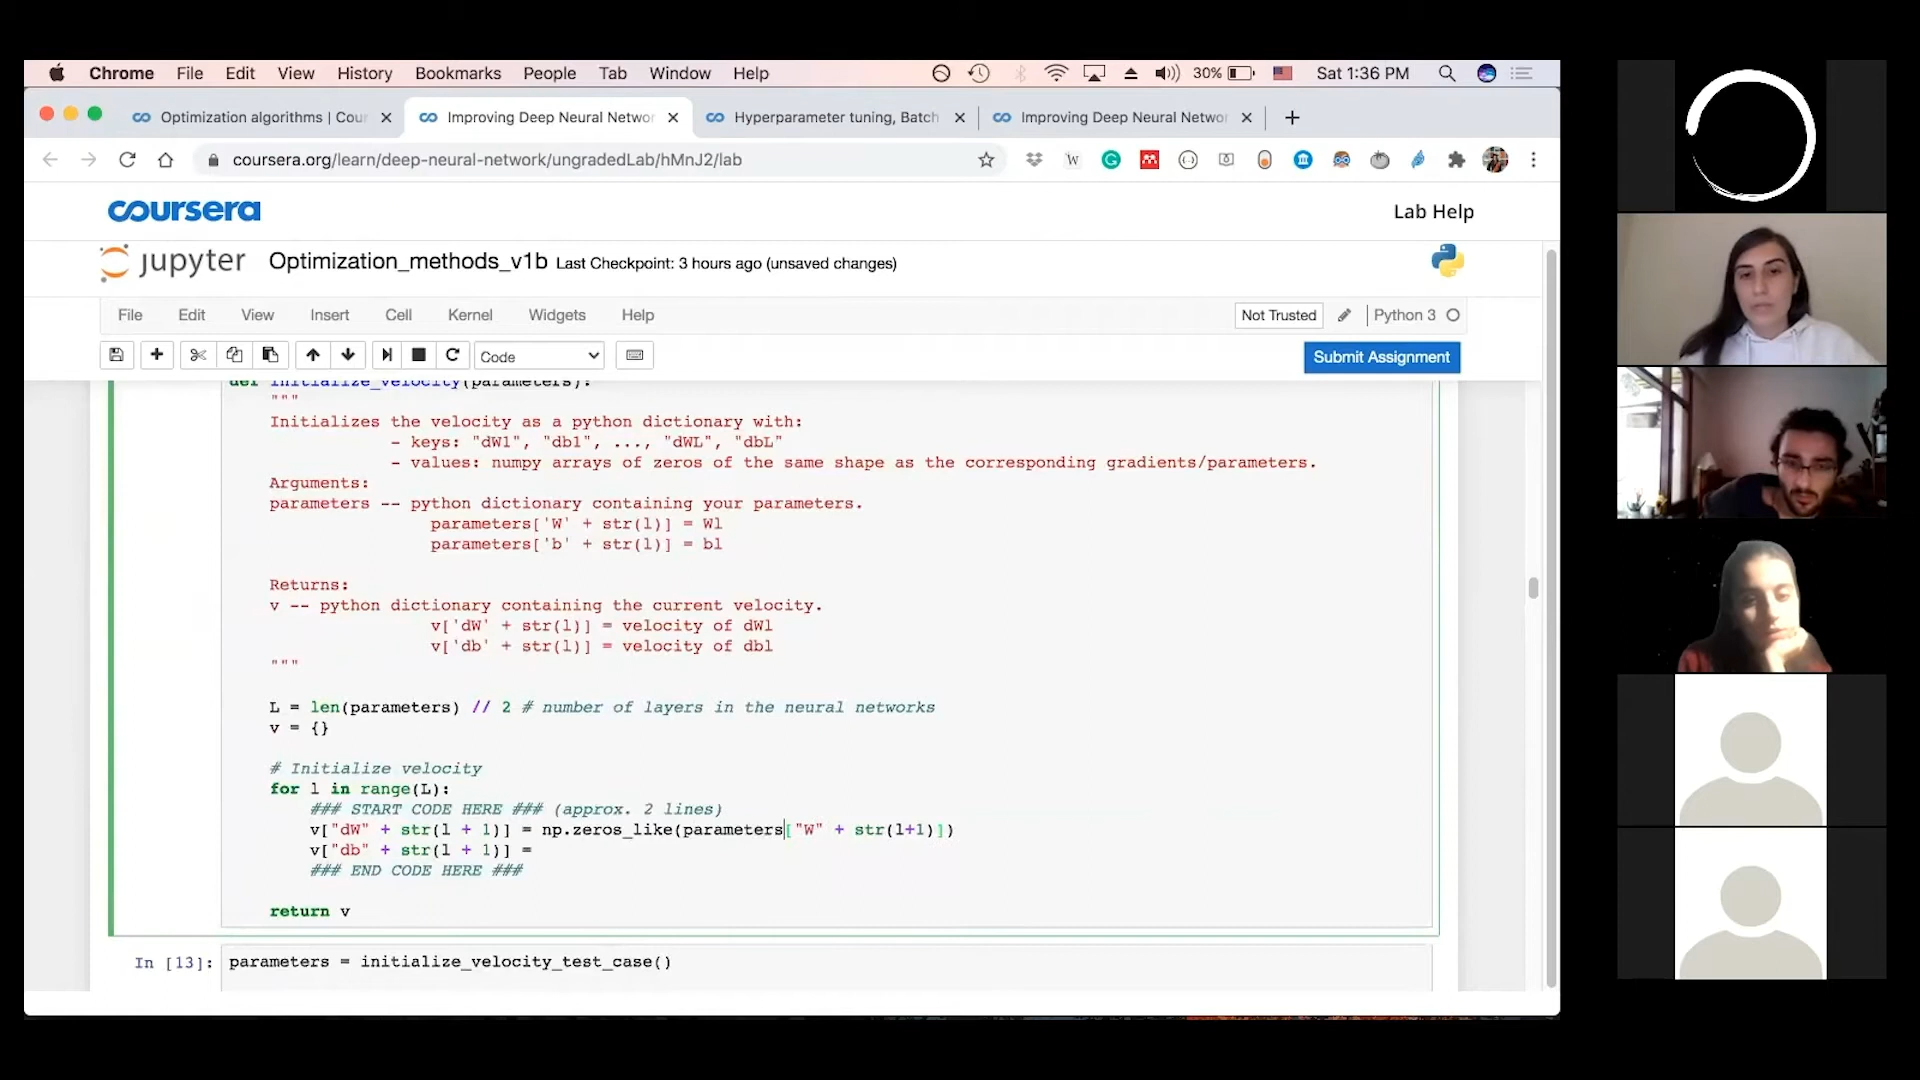 Chrome File Edit View History Bookmarks People Tab Window Help 30% Sat 1:36 PM
Optimization algorithms | Cour Improving Deep Neural Networ Hyperparameter tuning, Batch Improving Deep Neural Networ
coursera.org/learn/deep-neural-network/ungradedLab/hMnJ2/lab
coursera
Lab Help
jupyter Optimization_methods_v1b Last Checkpoint: 3 hours ago (unsaved changes)
File Edit View Insert Cell Kernel Widgets Help Not Trusted Python 3
Code
Submit Assignment
def initialize_velocity(parameters):
"""
Initializes the velocity as a python dictionary with:
- keys: "dW1", "db1", ..., "dWL", "dbL"
- values: numpy arrays of zeros of the same shape as the corresponding gradients/parameters.
Arguments:
parameters -- python dictionary containing your parameters.
parameters['W' + str(l)] = Wl
parameters['b' + str(l)] = bl
Returns:
v -- python dictionary containing the current velocity.
v['dW' + str(l)] = velocity of dWl
v['db' + str(l)] = velocity of dbl
"""
L = len(parameters) // 2 # number of layers in the neural networks
v = {}
# Initialize velocity
for l in range(L):
### START CODE HERE ### (approx. 2 lines)
v["dW" + str(l + 1)] = np.zeros_like(parameters["W" + str(l+1)])
v["db" + str(l + 1)] =
### END CODE HERE ###
return v
In [13]: parameters = initialize_velocity_test_case()